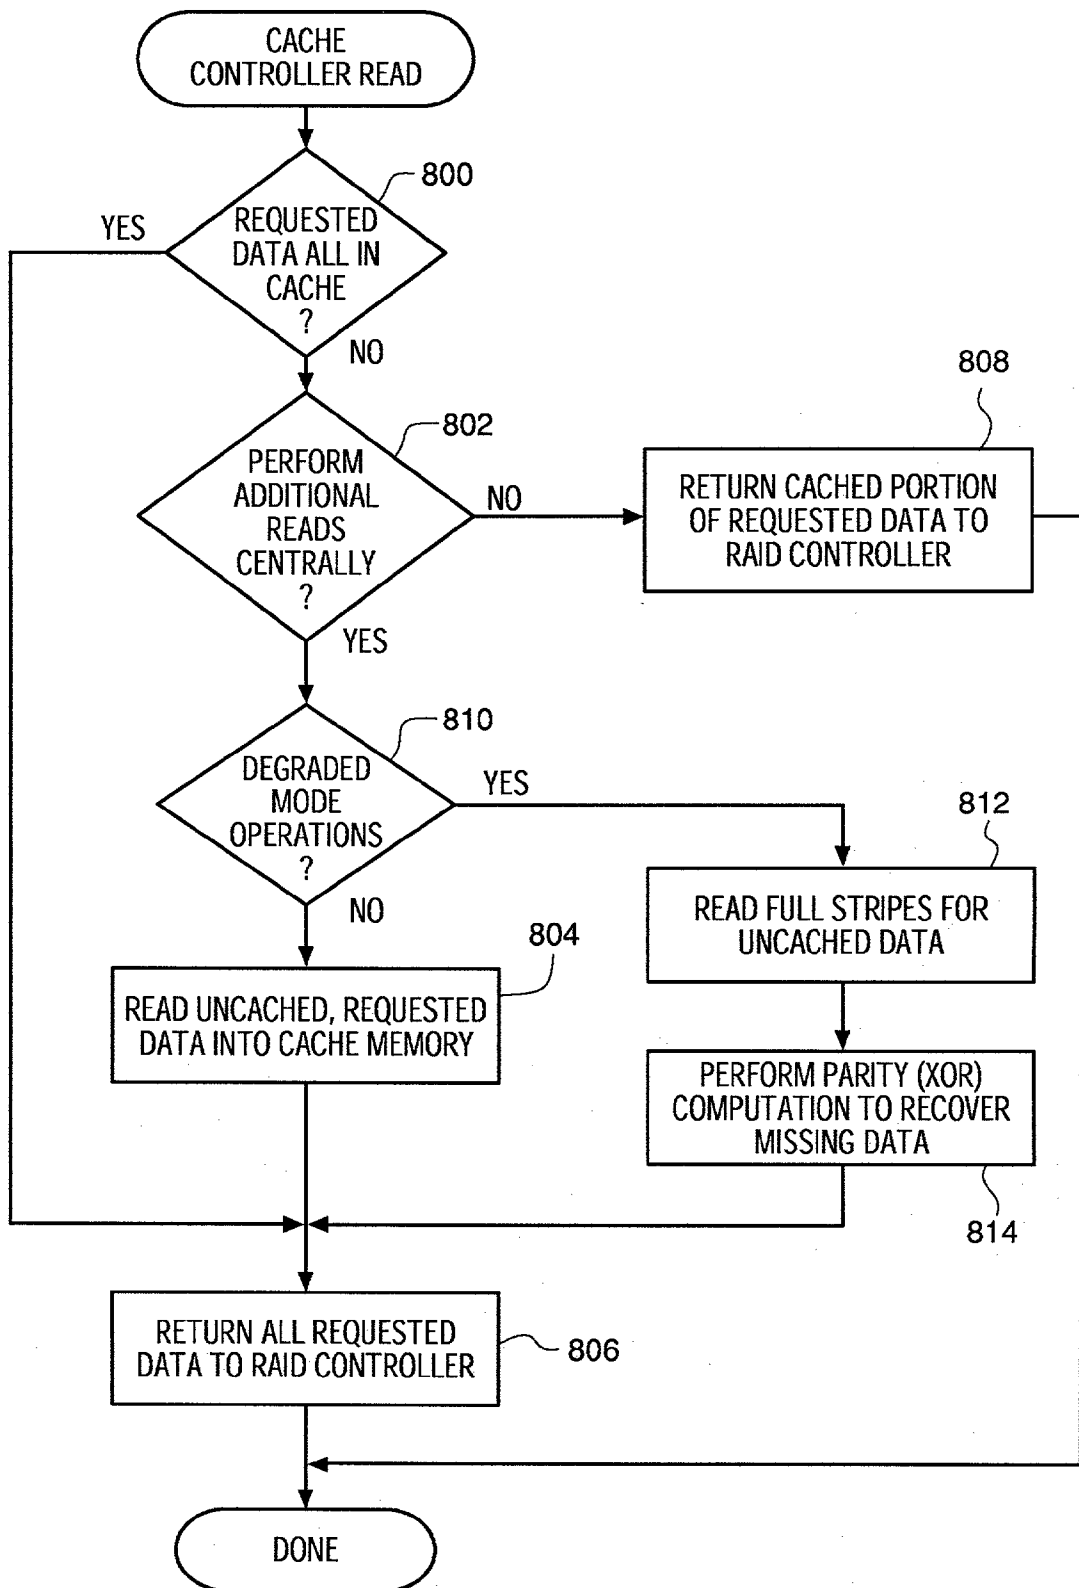 CACHE
CONTROLLER READ
800
YES
REQUESTED
DATA ALL IN
CACHE
?
NO
808
802
PERFORM
ADDITIONAL
READS
CENTRALLY
?
NO
RETURN CACHED PORTION
OF REQUESTED DATA TO
RAID CONTROLLER
YES
810
DEGRADED
MODE
OPERATIONS
?
YES
812
NO
READ FULL STRIPES FOR
UNCACHED DATA
804
READ UNCACHED, REQUESTED
DATA INTO CACHE MEMORY
PERFORM PARITY (XOR)
COMPUTATION TO RECOVER
MISSING DATA
814
RETURN ALL REQUESTED
DATA TO RAID CONTROLLER
806
DONE